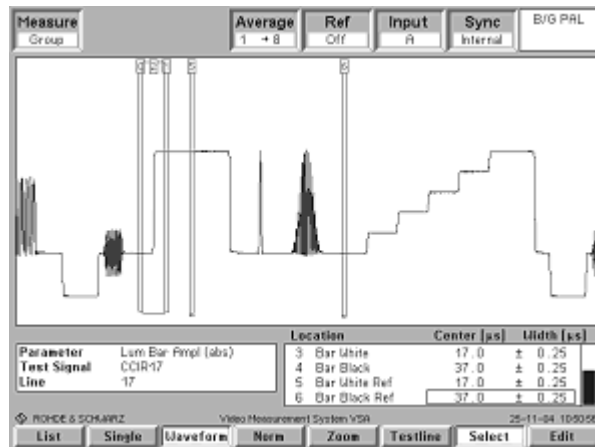 Measure
Group
Average
1 → 8
Ref
Off
Input
A
Sync
Internal
B/G PAL
Parameter Lum Bar Ampl (abs)
Test Signal CCIR17
Line 17
Location Center [µs] Width [µs]
3 Bar White 17.0 ± 0.25
4 Bar Black 37.0 ± 0.25
5 Bar White Ref 17.0 ± 0.25
6 Bar Black Ref 37.0 ± 0.25
ROHDE & SCHWARZ Video Measurement System VSA 25-11-04
List Single Waveform Norm Zoom Testline Select Edit